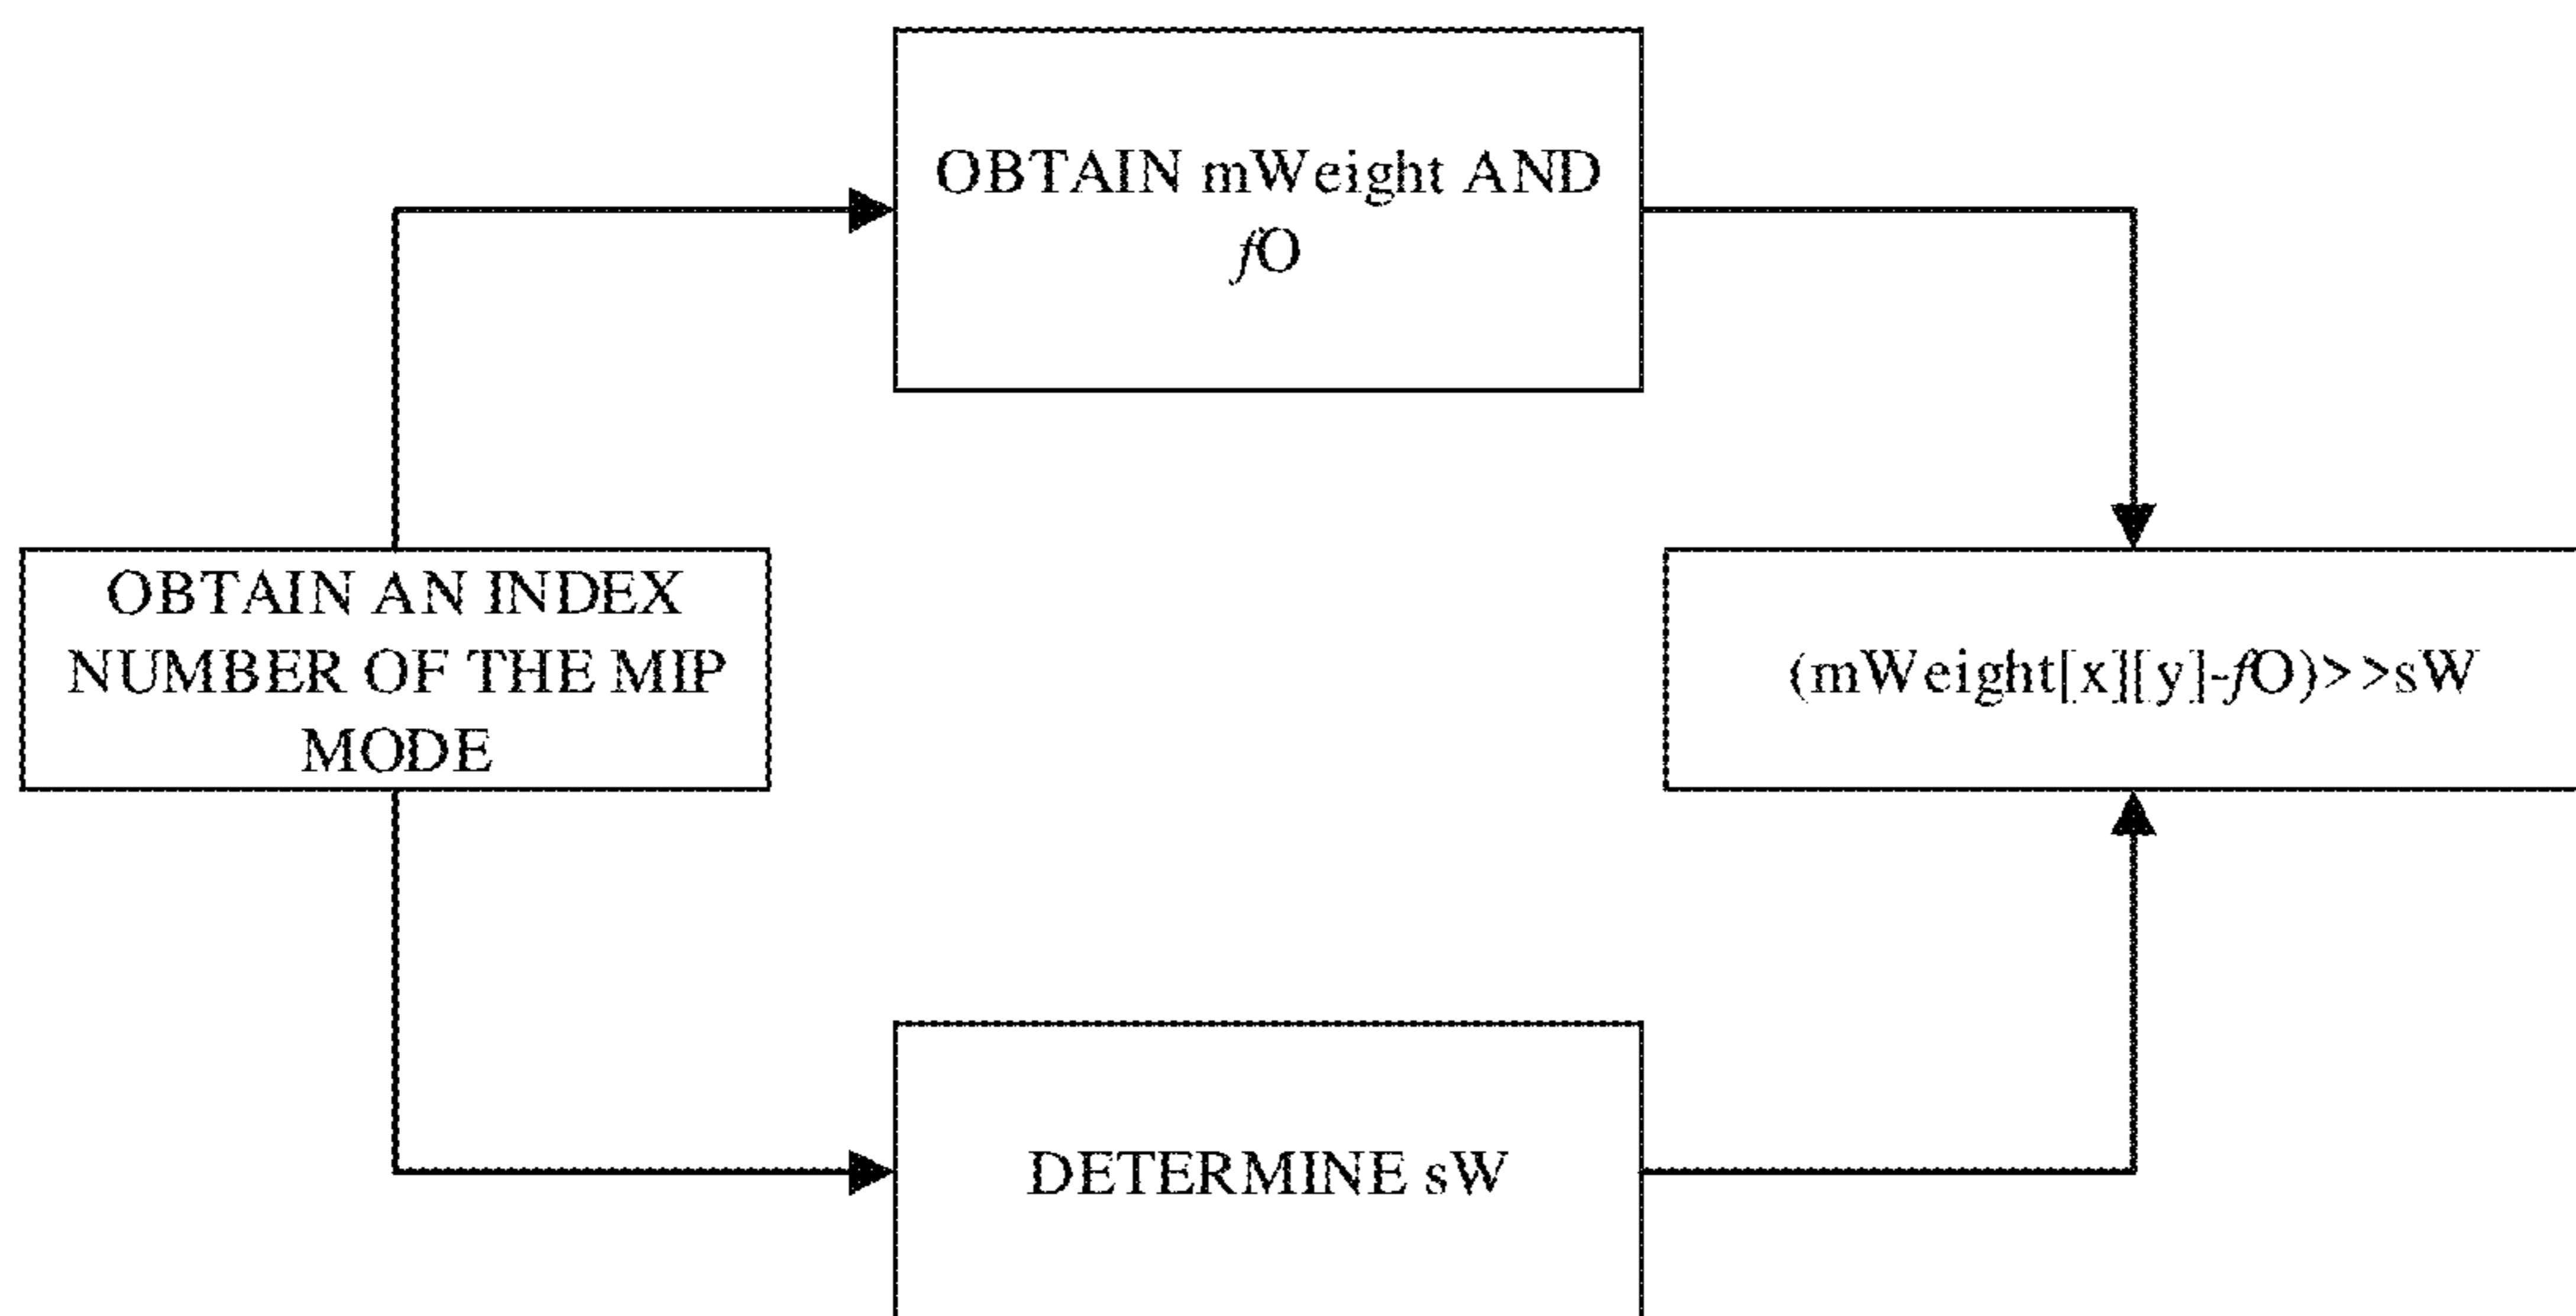 OBTAIN mWeight AND
fO
OBTAIN AN INDEX
NUMBER OF THE MIP
MODE
(mWeight[x][y]-fO)>>sW
DETERMINE sW